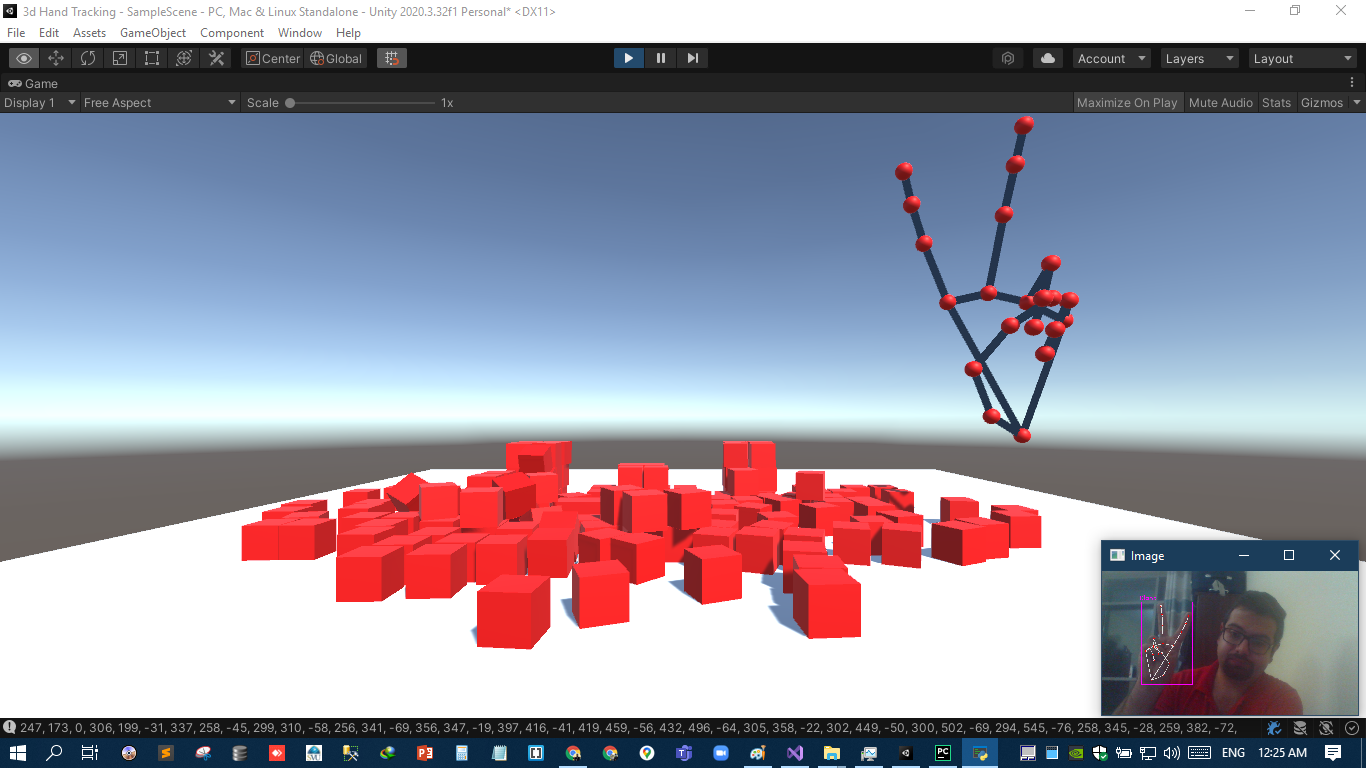 3d Hand Tracking - SampleScene - PC, Mac & Linux Standalone - Unity 2020.3.32f1 Personal* <DX11>
File Edit Assets GameObject Component Window Help
Center Global Account Layers Layout
Game
Display 1 Free Aspect Scale 1x Maximize On Play Mute Audio Stats Gizmos
Image
247, 173, 0, 306, 199, -31, 337, 258, -45, 299, 310, -58, 256, 341, -69, 356, 347, -19, 397, 416, -41, 419, 459, -56, 432, 496, -64, 305, 358, -22, 302, 449, -50, 300, 502, -69, 294, 545, -76, 258, 345, -28, 259, 382, -72,
ENG 12:25 AM